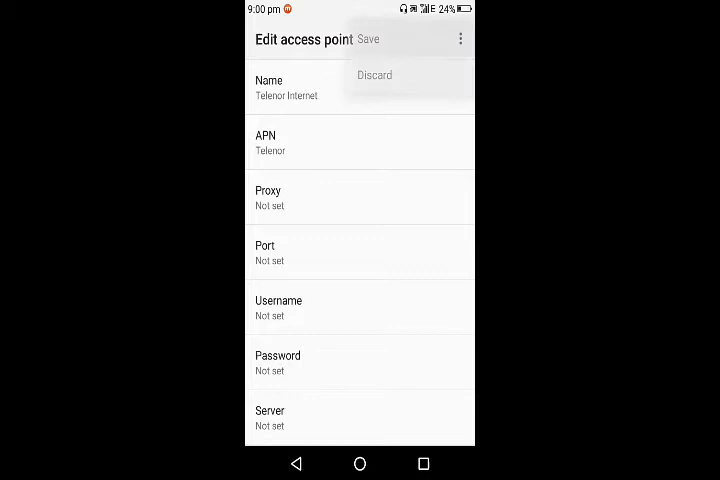 9:00 pm
E 24%
Edit access point
Save
Discard
Name
Telenor Internet
APN
Telenor
Proxy
Not set
Port
Not set
Username
Not set
Password
Not set
Server
Not set